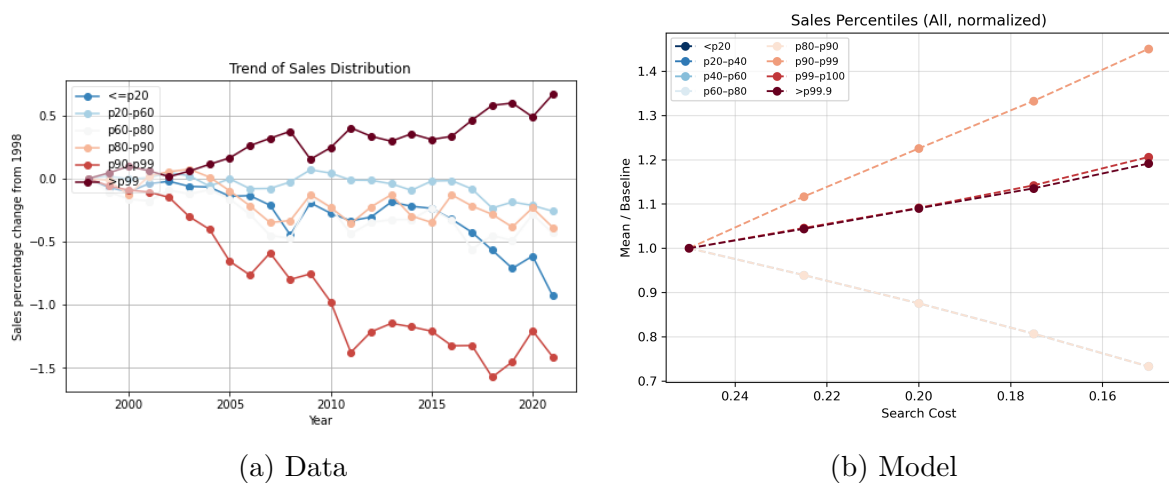 Trend of Sales Distribution
Sales percentage change from 1998
0.5
0.0
−0.5
−1.0
−1.5
<=p20
p20-p60
p60-p80
p80-p90
p90-p99
>p99
2000
2005
2010
2015
2020
Year
(a) Data
Sales Percentiles (All, normalized)
Mean / Baseline
1.4
1.3
1.2
1.1
1.0
0.9
0.8
0.7
<p20
p20–p40
p40–p60
p60–p80
p80–p90
p90–p99
p99–p100
>p99.9
0.24
0.22
0.20
0.18
0.16
Search Cost
(b) Model